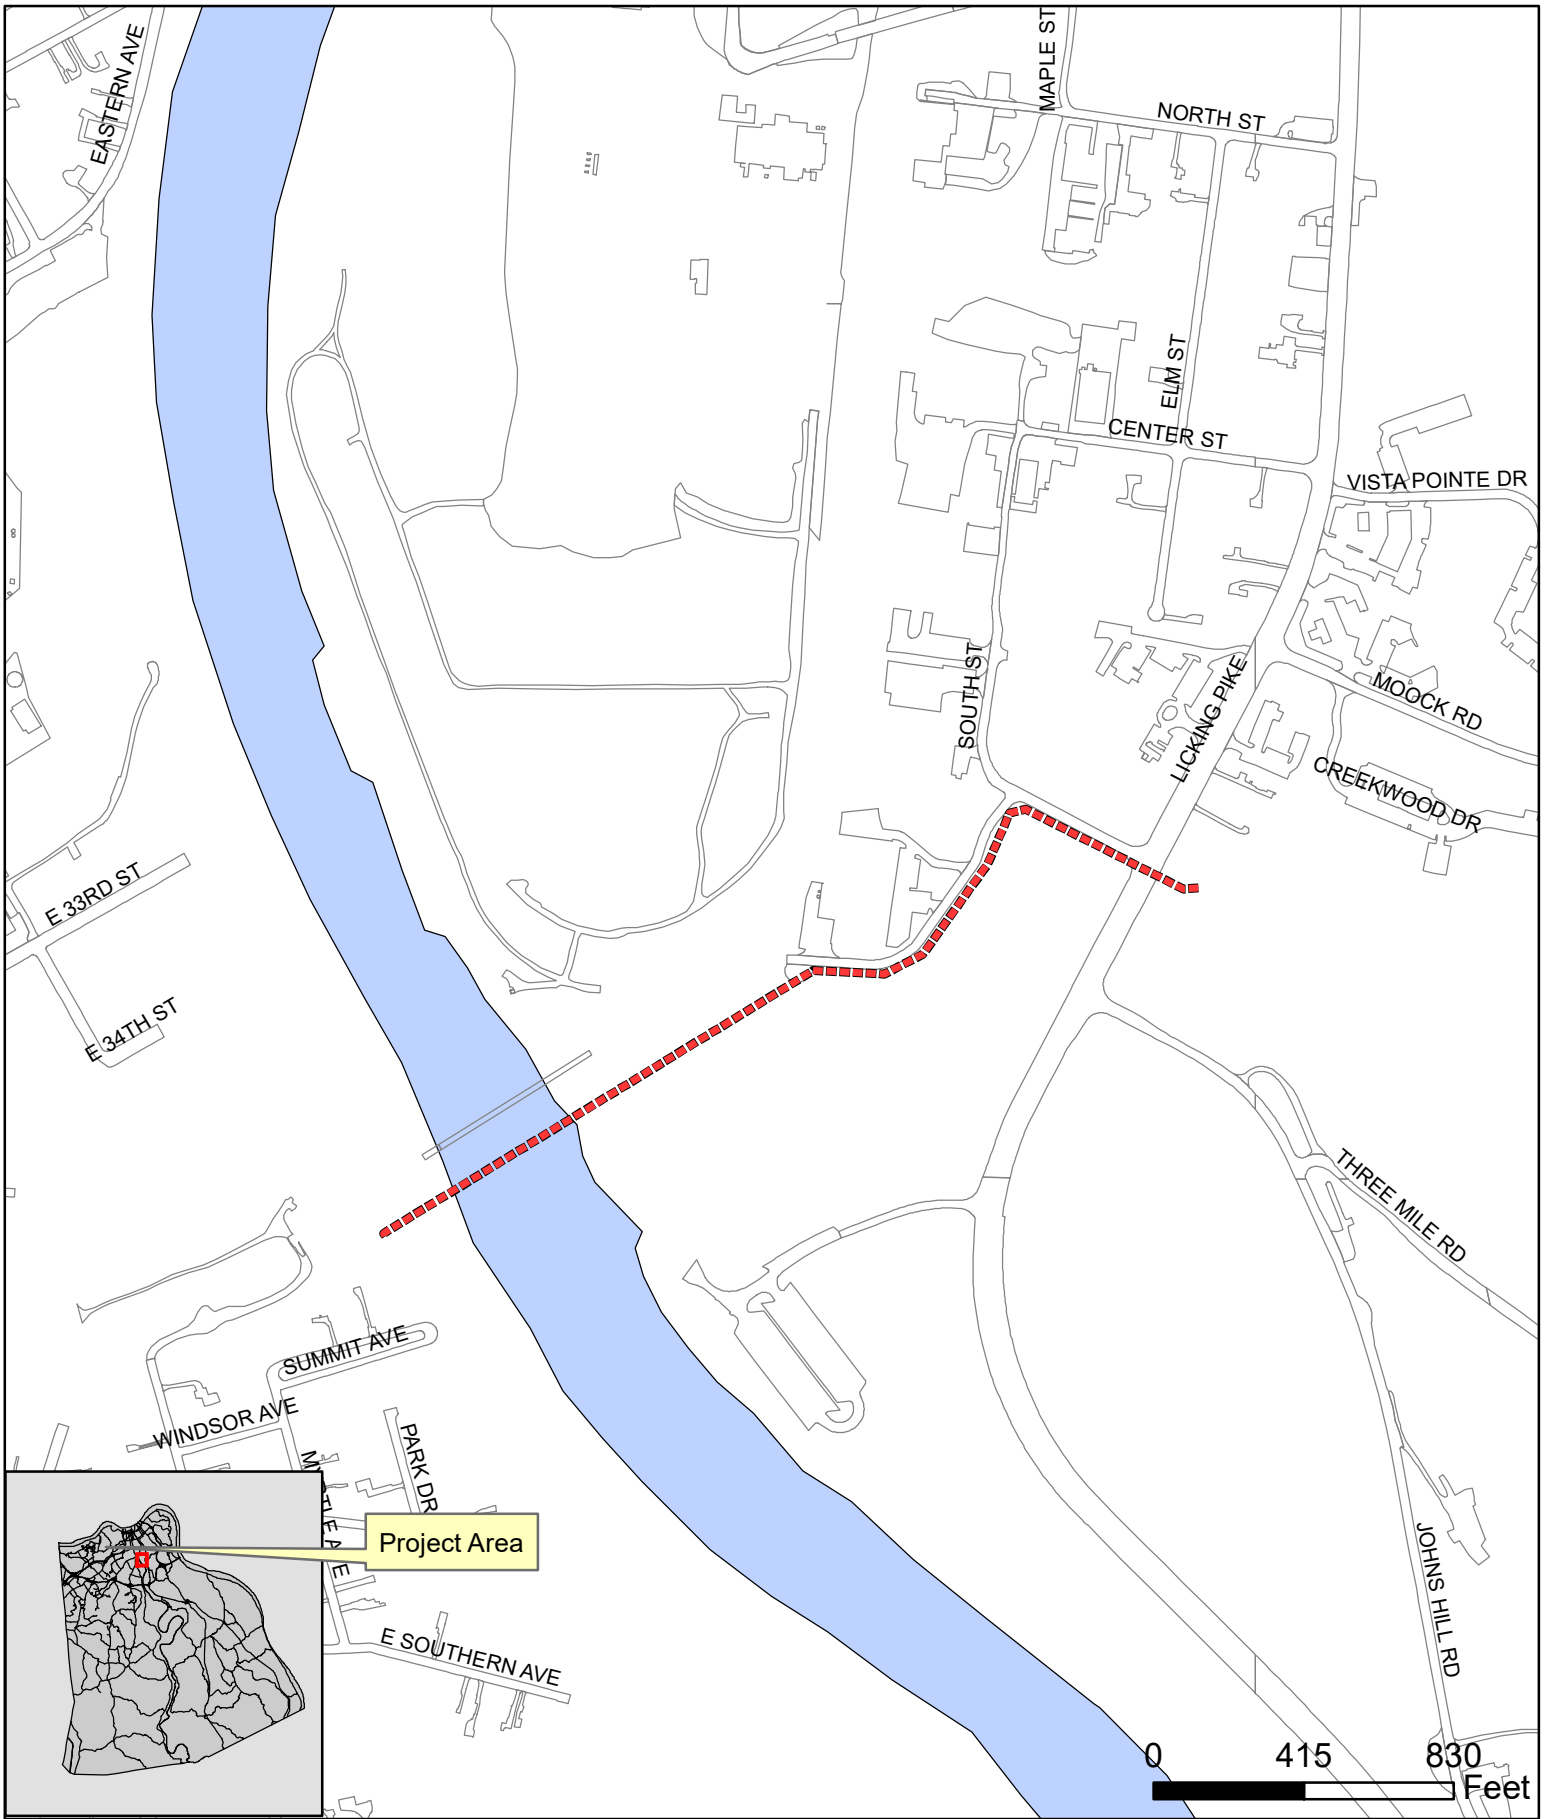 MAPLE ST
EASTERN AVE
NORTH ST
ELM ST
CENTER ST
VISTA POINTE DR
SOUTH ST
LICKING PIKE
MOOCK RD
CREEKWOOD DR
E 33RD ST
E 34TH ST
THREE MILE RD
SUMMIT AVE
WINDSOR AVE
PARK DR
Project Area
JOHNS HILL RD
E SOUTHERN AVE
0 415 830
Feet